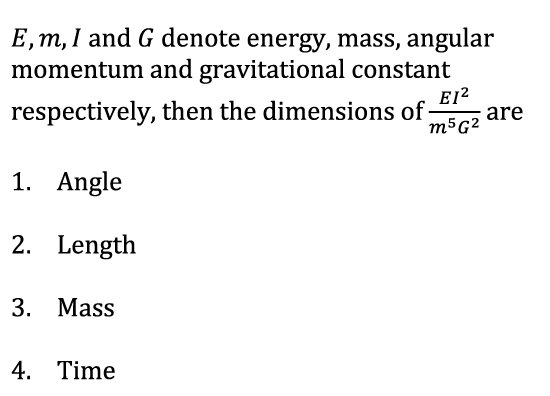 E, m, I and G denote energy, mass, angular
momentum and gravitational constant
respectively, then the dimensions of \frac{EI^2}{m^5G^2} are
1. Angle
2. Length
3. Mass
4. Time